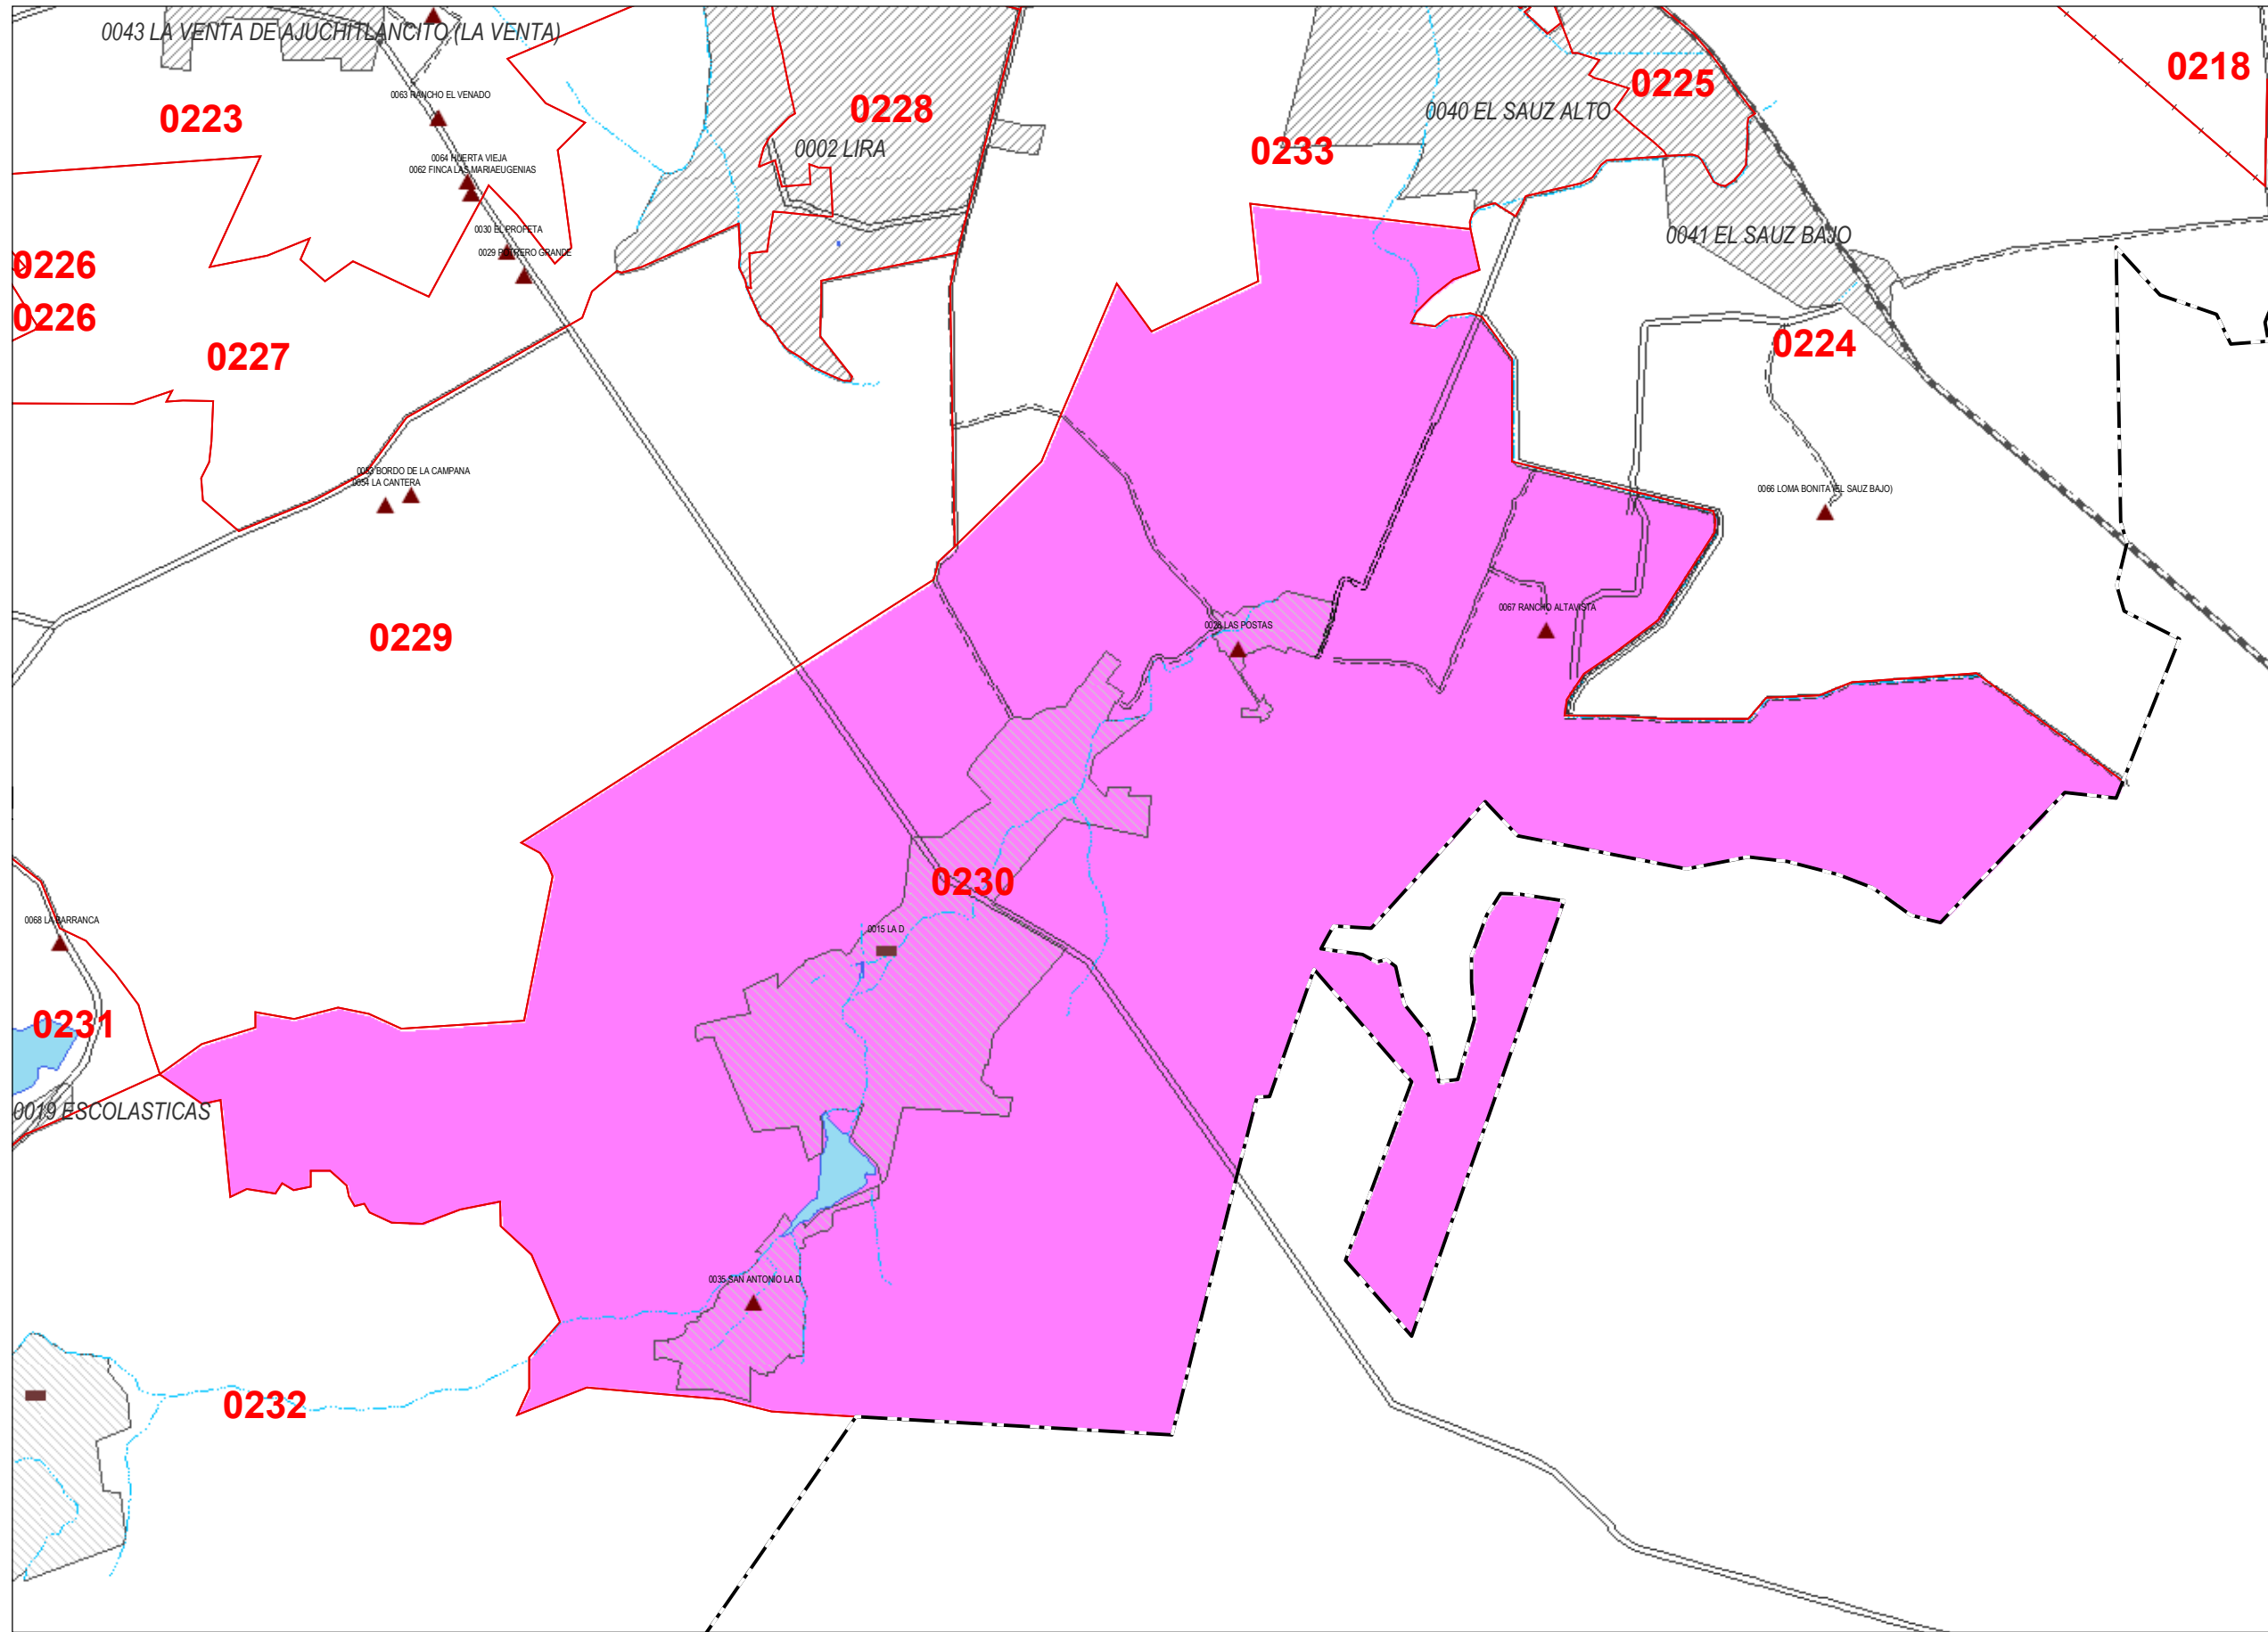 0043 LA VENTA DE AJUCHITLANCITO (LA VENTA)
0218
0225
0063 RANCHO EL VENADO
0228
0040 EL SAUZ ALTO
0223
0002 LIRA
0233
0064 HUERTA VIEJA
0062 FINCA LAS MARIAEUGENIAS
0030 EL PROFETA
0041 EL SAUZ BAJO
0029 POTRERO GRANDE
0226
0226
0224
0227
0053 BORDO DE LA CAMPANA
0054 LA CANTERA
0066 LOMA BONITA (EL SAUZ BAJO)
0067 RANCHO ALTAVISTA
0028 LAS POSTAS
0229
0230
0068 LA BARRANCA
0015 LA D
0231
0019 ESCOLASTICAS
0035 SAN ANTONIO LA D
0232